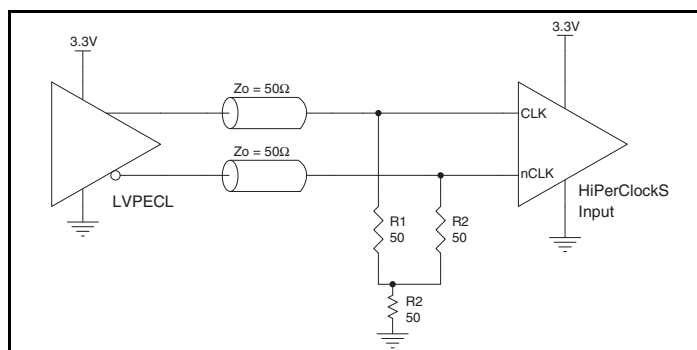 3.3V
3.3V
Zo = 50Ω
CLK
Zo = 50Ω
nCLK
LVPECL
HiPerClockS
Input
R1
50
R2
50
R2
50